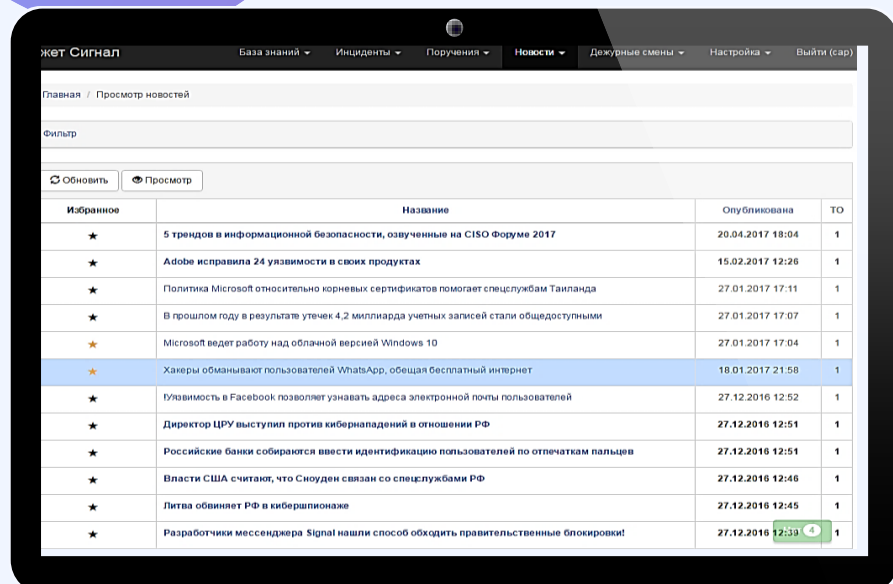 жет Сигнал База знаний Инциденты Поручения Новости Дежурные смены Настройка Выйти (cap)
Главная / Просмотр новостей
Фильтр
Обновить Просмотр
Избранное Название Опубликована ТО
★ 5 трендов в информационной безопасности, озвученные на CISO Форуме 2017 20.04.2017 18:04 1
★ Adobe исправила 24 уязвимости в своих продуктах 15.02.2017 12:26 1
★ Политика Microsoft относительно корневых сертификатов помогает спецслужбам Таиланда 27.01.2017 17:11 1
★ В прошлом году в результате утечек 4,2 миллиарда учетных записей стали общедоступными 27.01.2017 17:07 1
★ Microsoft ведет работу над облачной версией Windows 10 27.01.2017 17:04 1
★ Хакеры обманывают пользователей WhatsApp, обещая бесплатный интернет 18.01.2017 21:58 1
★ !Уязвимость в Facebook позволяет узнавать адреса электронной почты пользователей 27.12.2016 12:52 1
★ Директор ЦРУ выступил против кибернападений в отношении РФ 27.12.2016 12:51 1
★ Российские банки собираются ввести идентификацию пользователей по отпечаткам пальцев 27.12.2016 12:51 1
★ Власти США считают, что Сноуден связан со спецслужбами РФ 27.12.2016 12:46 1
★ Литва обвиняет РФ в кибершпионаже 27.12.2016 12:45 1
★ Разработчики мессенджера Signal нашли способ обходить правительственные блокировки! 27.12.2016 12:39 1
4